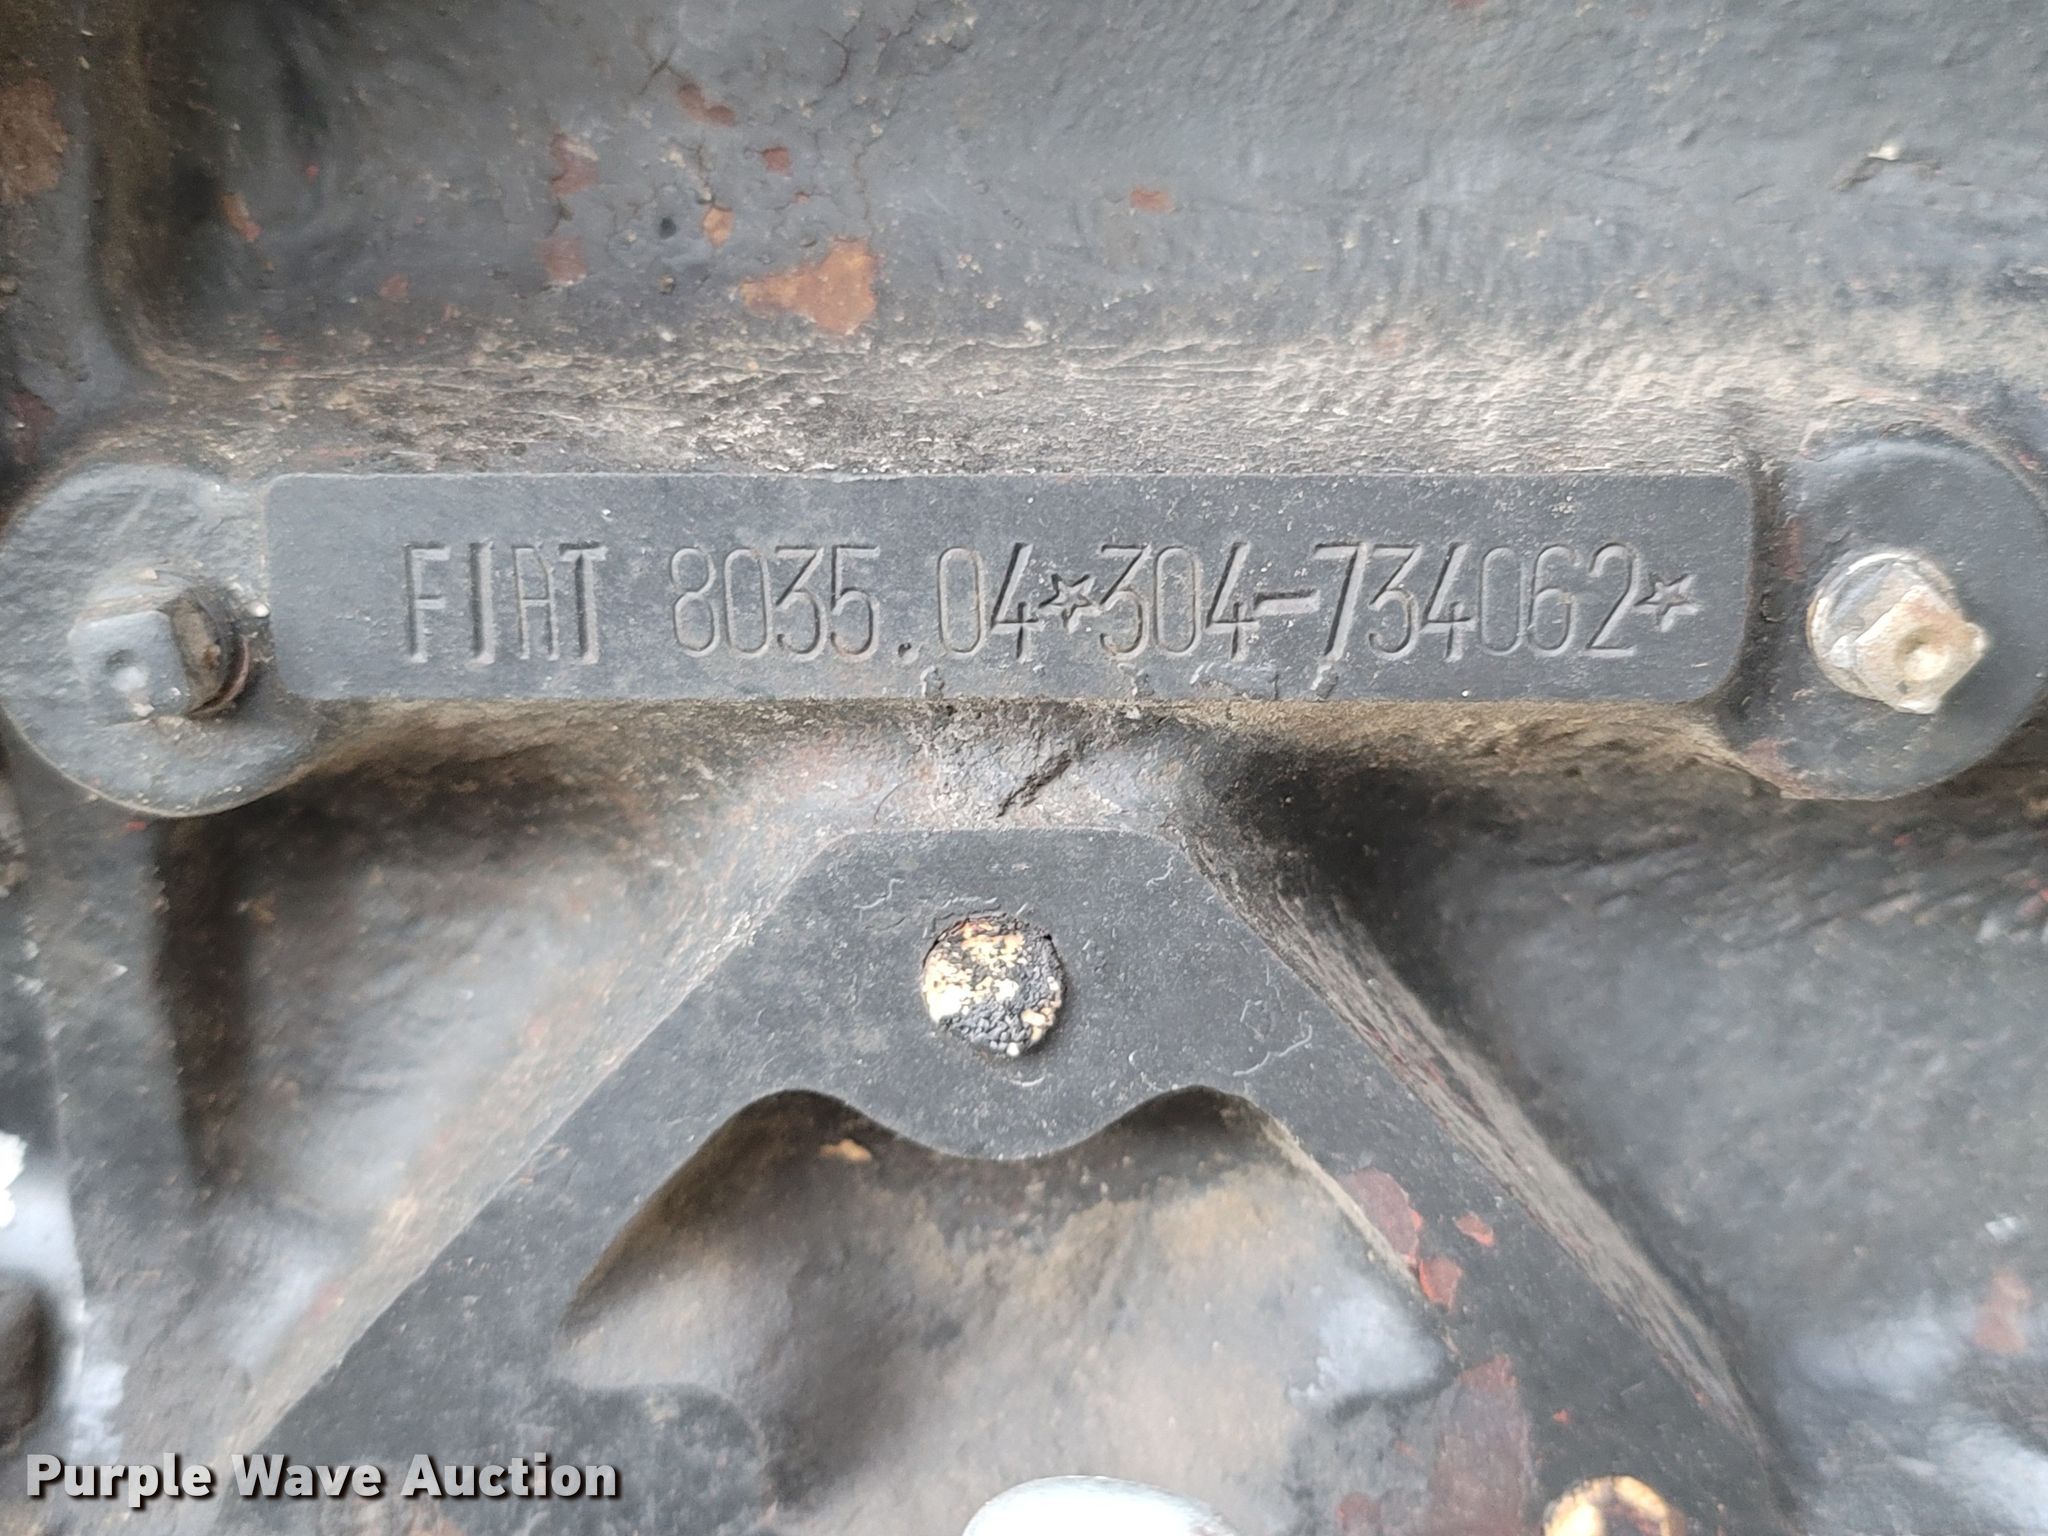 FIAT 8035.04☆304-734062☆
Purple Wave Auction